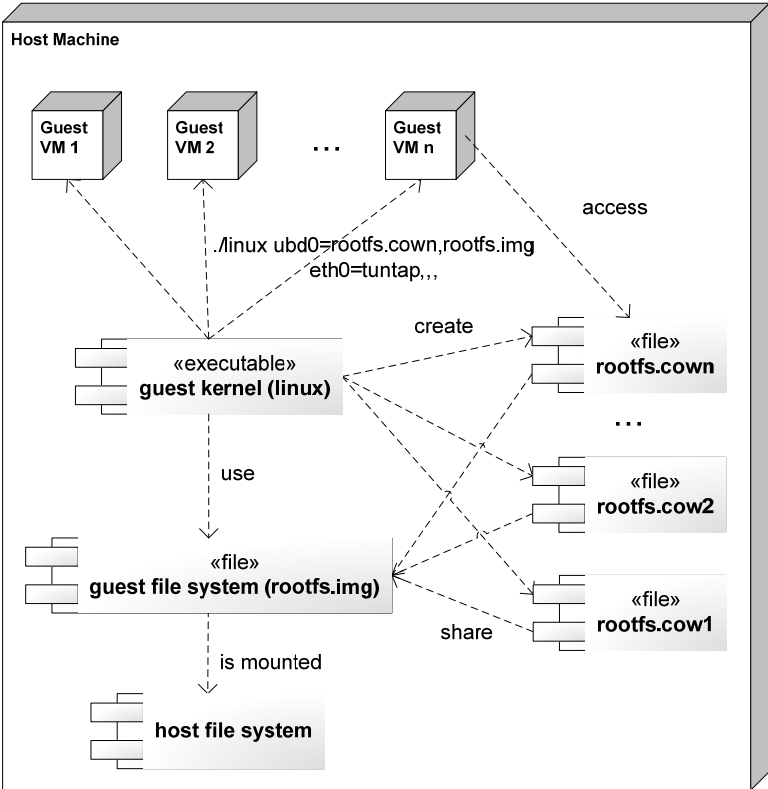 Host Machine
Guest
VM 1
Guest
VM 2
...
Guest
VM n
access
./linux ubd0=rootfs.cown,rootfs.img
eth0=tuntap,,,
create
«executable»
guest kernel (linux)
«file»
rootfs.cown
...
use
«file»
rootfs.cow2
«file»
guest file system (rootfs.img)
«file»
rootfs.cow1
share
is mounted
host file system